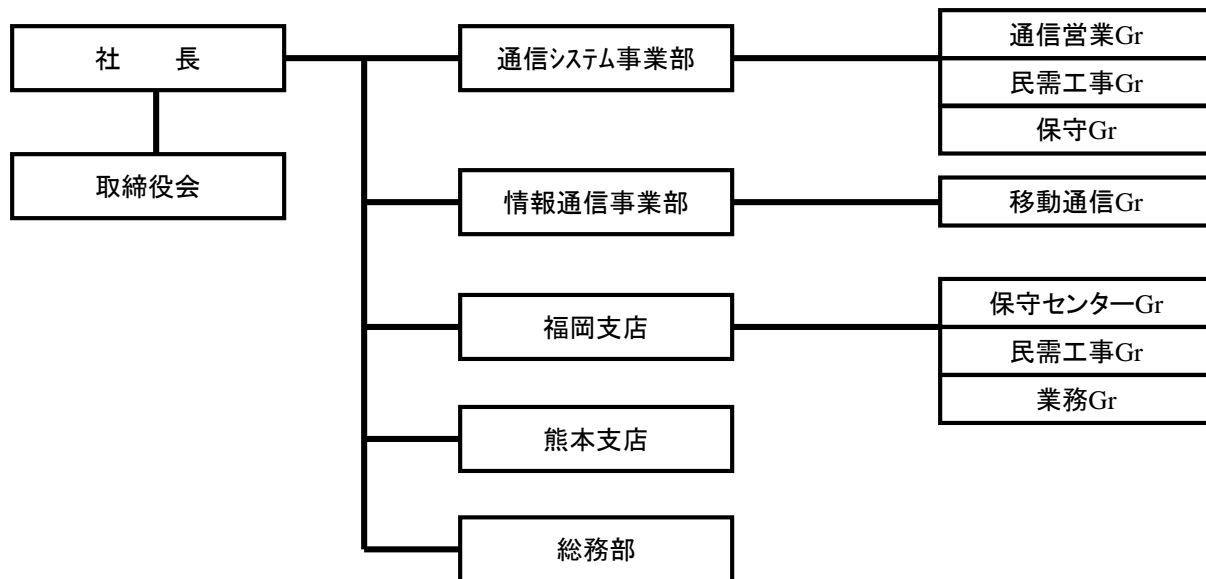 社　　長
取締役会
通信ｼｽﾃﾑ事業部
通信営業Gr
民需工事Gr
保守Gr
情報通信事業部
移動通信Gr
福岡支店
保守センターGr
民需工事Gr
業務Gr
熊本支店
総務部